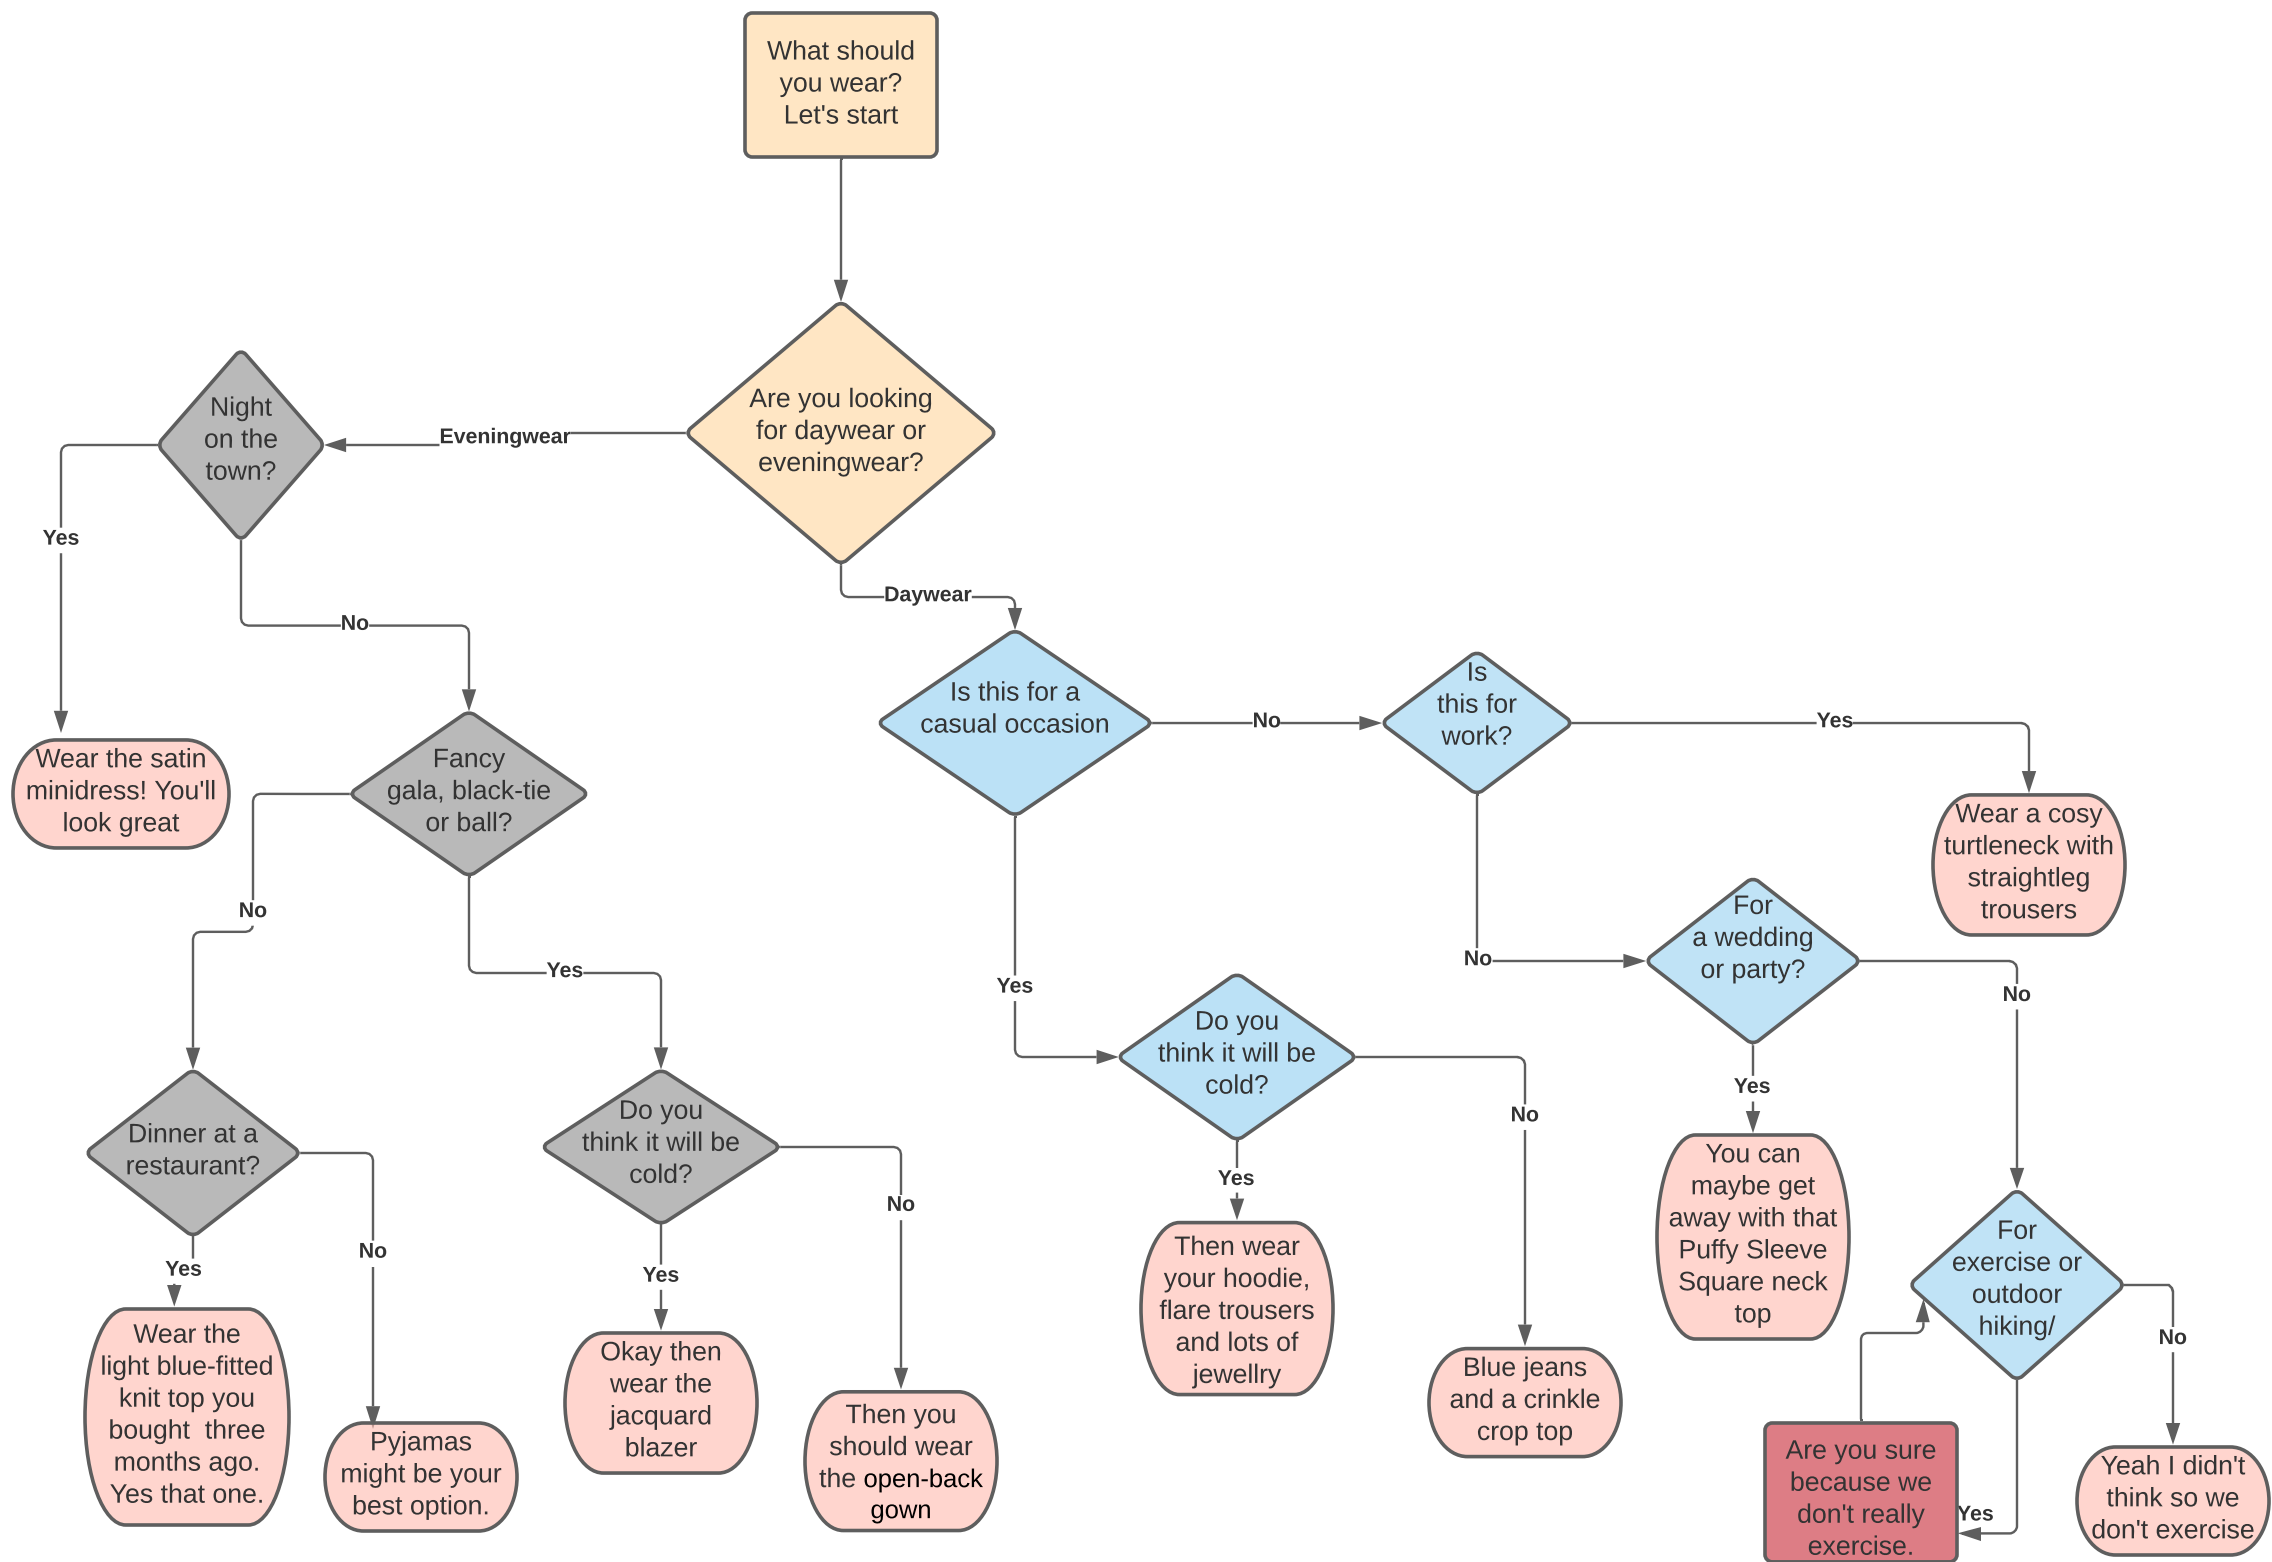 What should
you wear?
Let's start
Are you looking
for daywear or
eveningwear?
Eveningwear
Night
on the
town?
Yes
Wear the satin
minidress! You'll
look great
No
Fancy
gala, black-tie
or ball?
No
Dinner at a
restaurant?
Yes
Wear the
light blue-fitted
knit top you
bought  three
months ago.
Yes that one.
No
Pyjamas
might be your
best option.
Yes
Do you
think it will be
cold?
Yes
Okay then
wear the
jacquard
blazer
No
Then you
should wear
the open-back
gown
Daywear
Is this for a
casual occasion
Yes
Do you
think it will be
cold?
Yes
Then wear
your hoodie,
flare trousers
and lots of
jewellry
No
Blue jeans
and a crinkle
crop top
No
Is
this for
work?
Yes
Wear a cosy
turtleneck with
straightleg
trousers
No
For
a wedding
or party?
Yes
You can
maybe get
away with that
Puffy Sleeve
Square neck
top
No
For
exercise or
outdoor
hiking/
Yes
Are you sure
because we
don't really
exercise.
No
Yeah I didn't
think so we
don't exercise